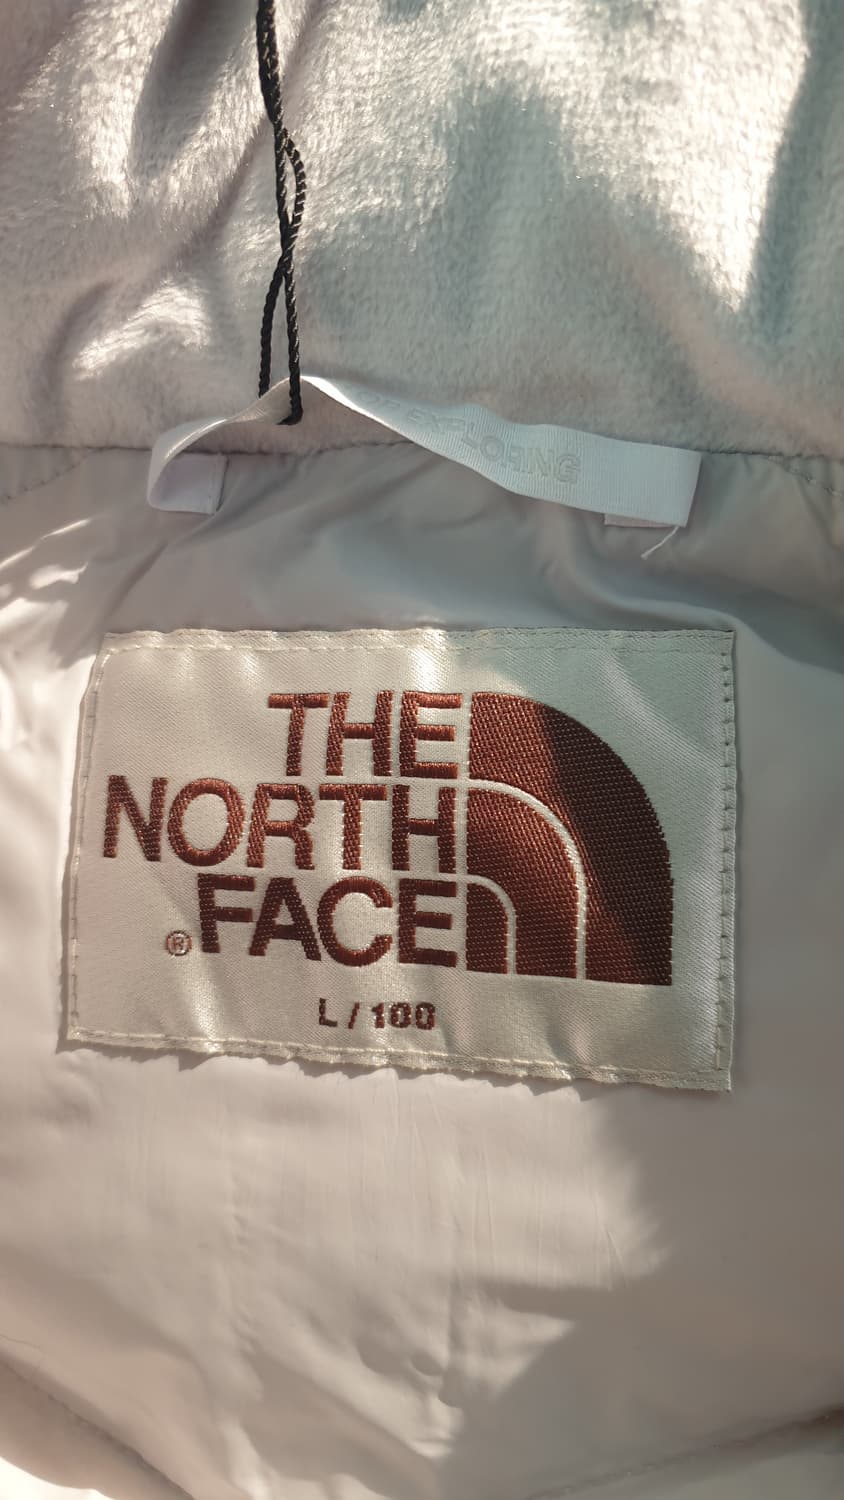 EXPLORING
THE
NORTH
FACE
®
L / 100